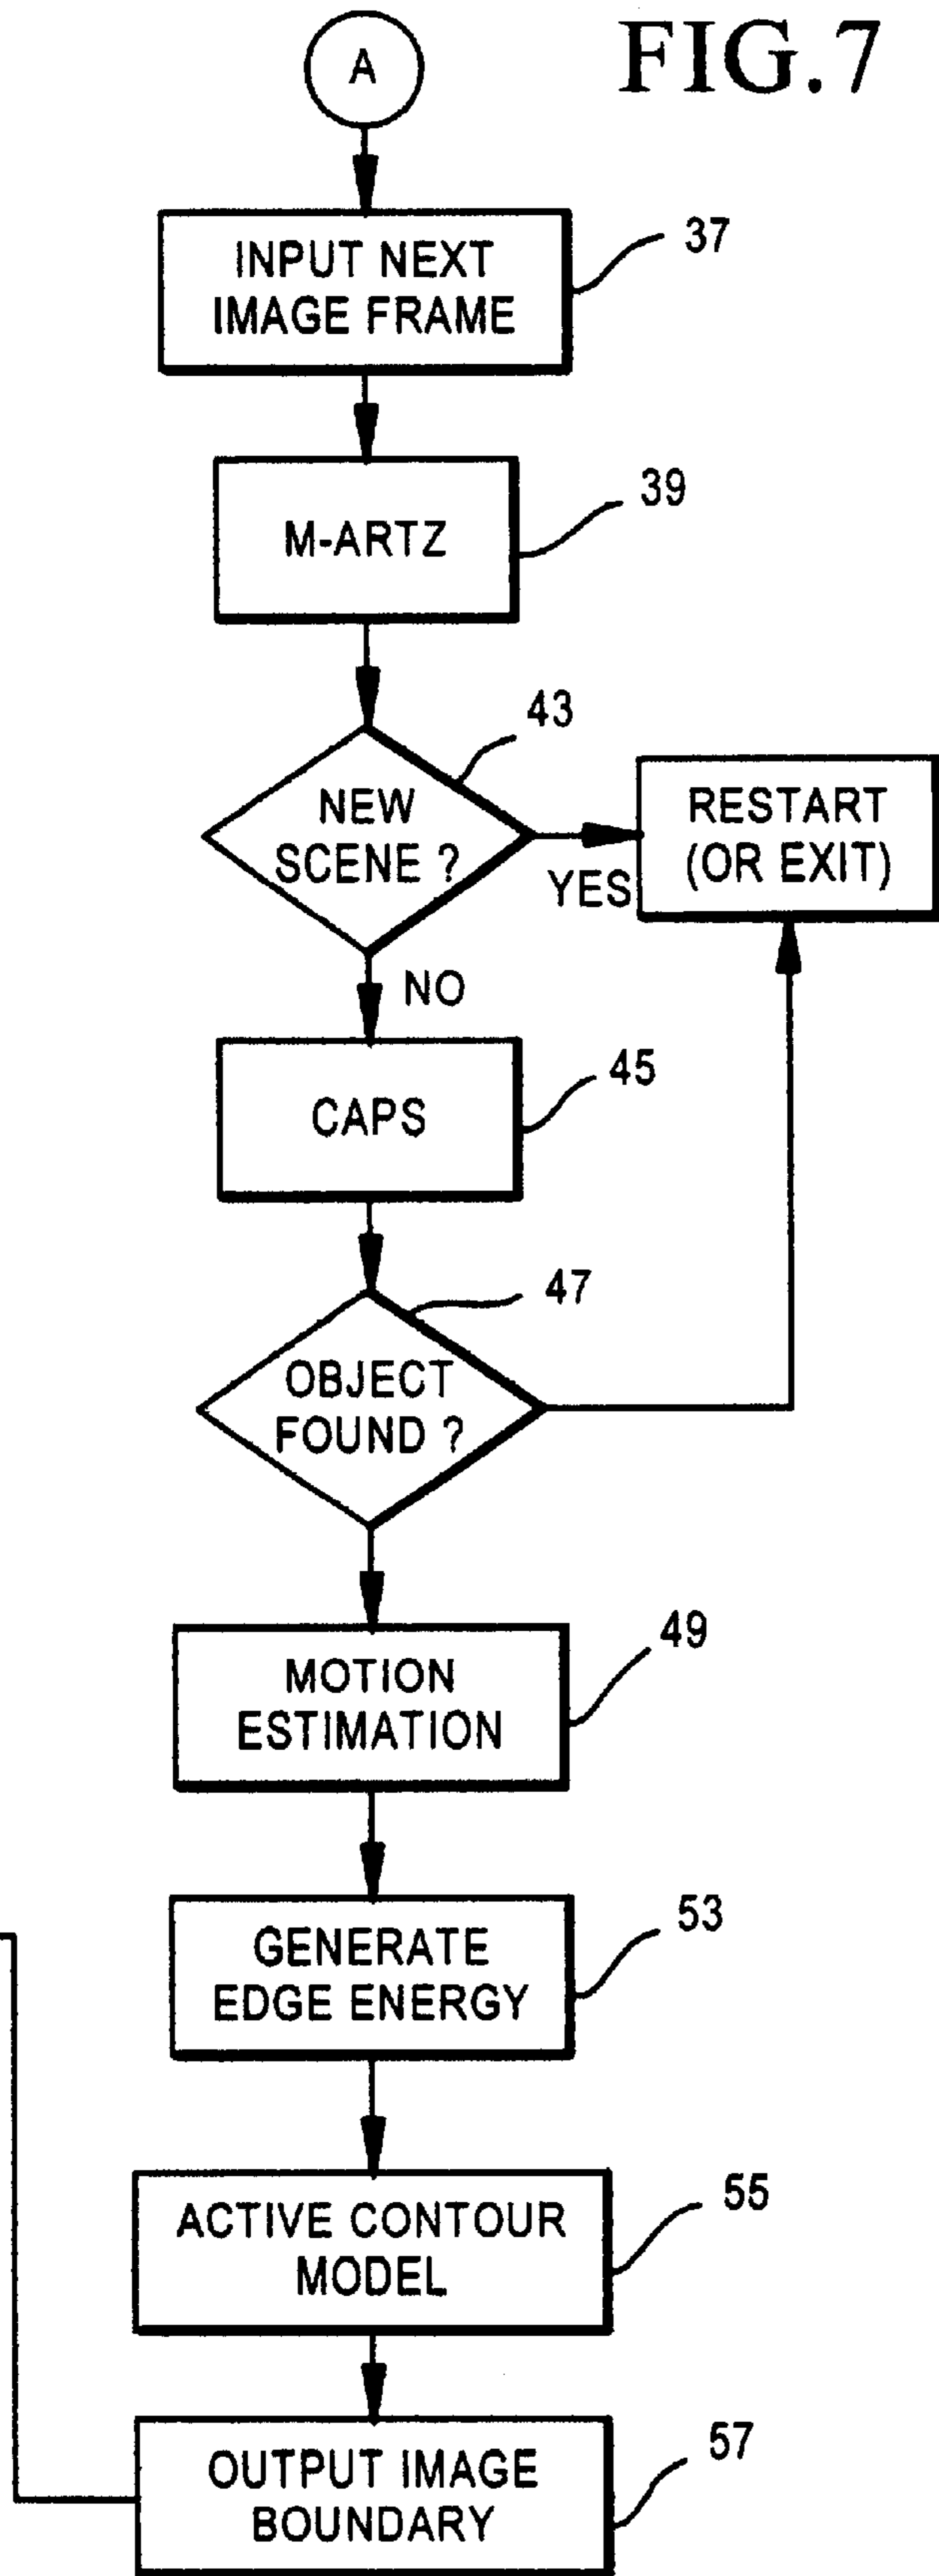 A
FIG.7
INPUT NEXT
IMAGE FRAME
37
M-ARTZ
39
43
NEW
SCENE ?
YES
RESTART
(OR EXIT)
NO
CAPS
45
47
OBJECT
FOUND ?
MOTION
ESTIMATION
49
GENERATE
EDGE ENERGY
53
ACTIVE CONTOUR
MODEL
55
OUTPUT IMAGE
BOUNDARY
57